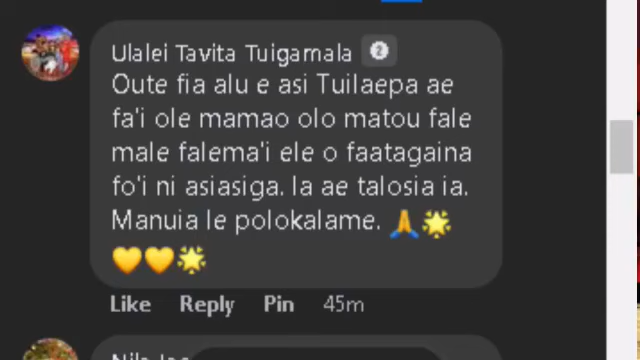 Ulalei Tavita Tuigamala
Oute fia alu e asi Tuilaepa ae
fa'i ole mamao olo matou fale
male falema'i ele o faatagaina
fo'i ni asiasiga. Ia ae talosia ia.
Manuia le polokalame. 🙏🌟
💛💛🌟
Like Reply Pin 45m